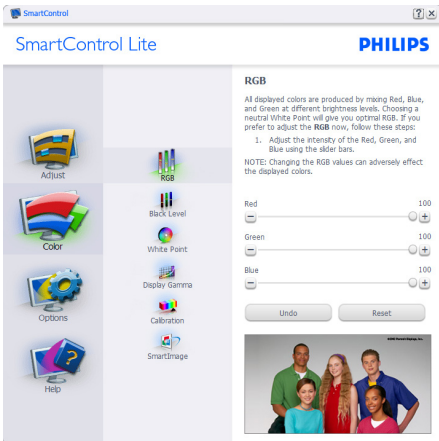 SmartControl
SmartControl Lite
PHILIPS
Adjust
Color
Options
Help
RGB
Black Level
White Point
Display Gamma
Calibration
SmartImage
RGB
All displayed colors are produced by mixing Red, Blue,
and Green at different brightness levels. Choosing a
neutral White Point will give you optimal RGB. If you
prefer to adjust the RGB now, follow these steps:
1. Adjust the intensity of the Red, Green, and
Blue using the slider bars.
NOTE: Changing the RGB values can adversely effect
the displayed colors.
Red 100
Green 100
Blue 100
Undo Reset